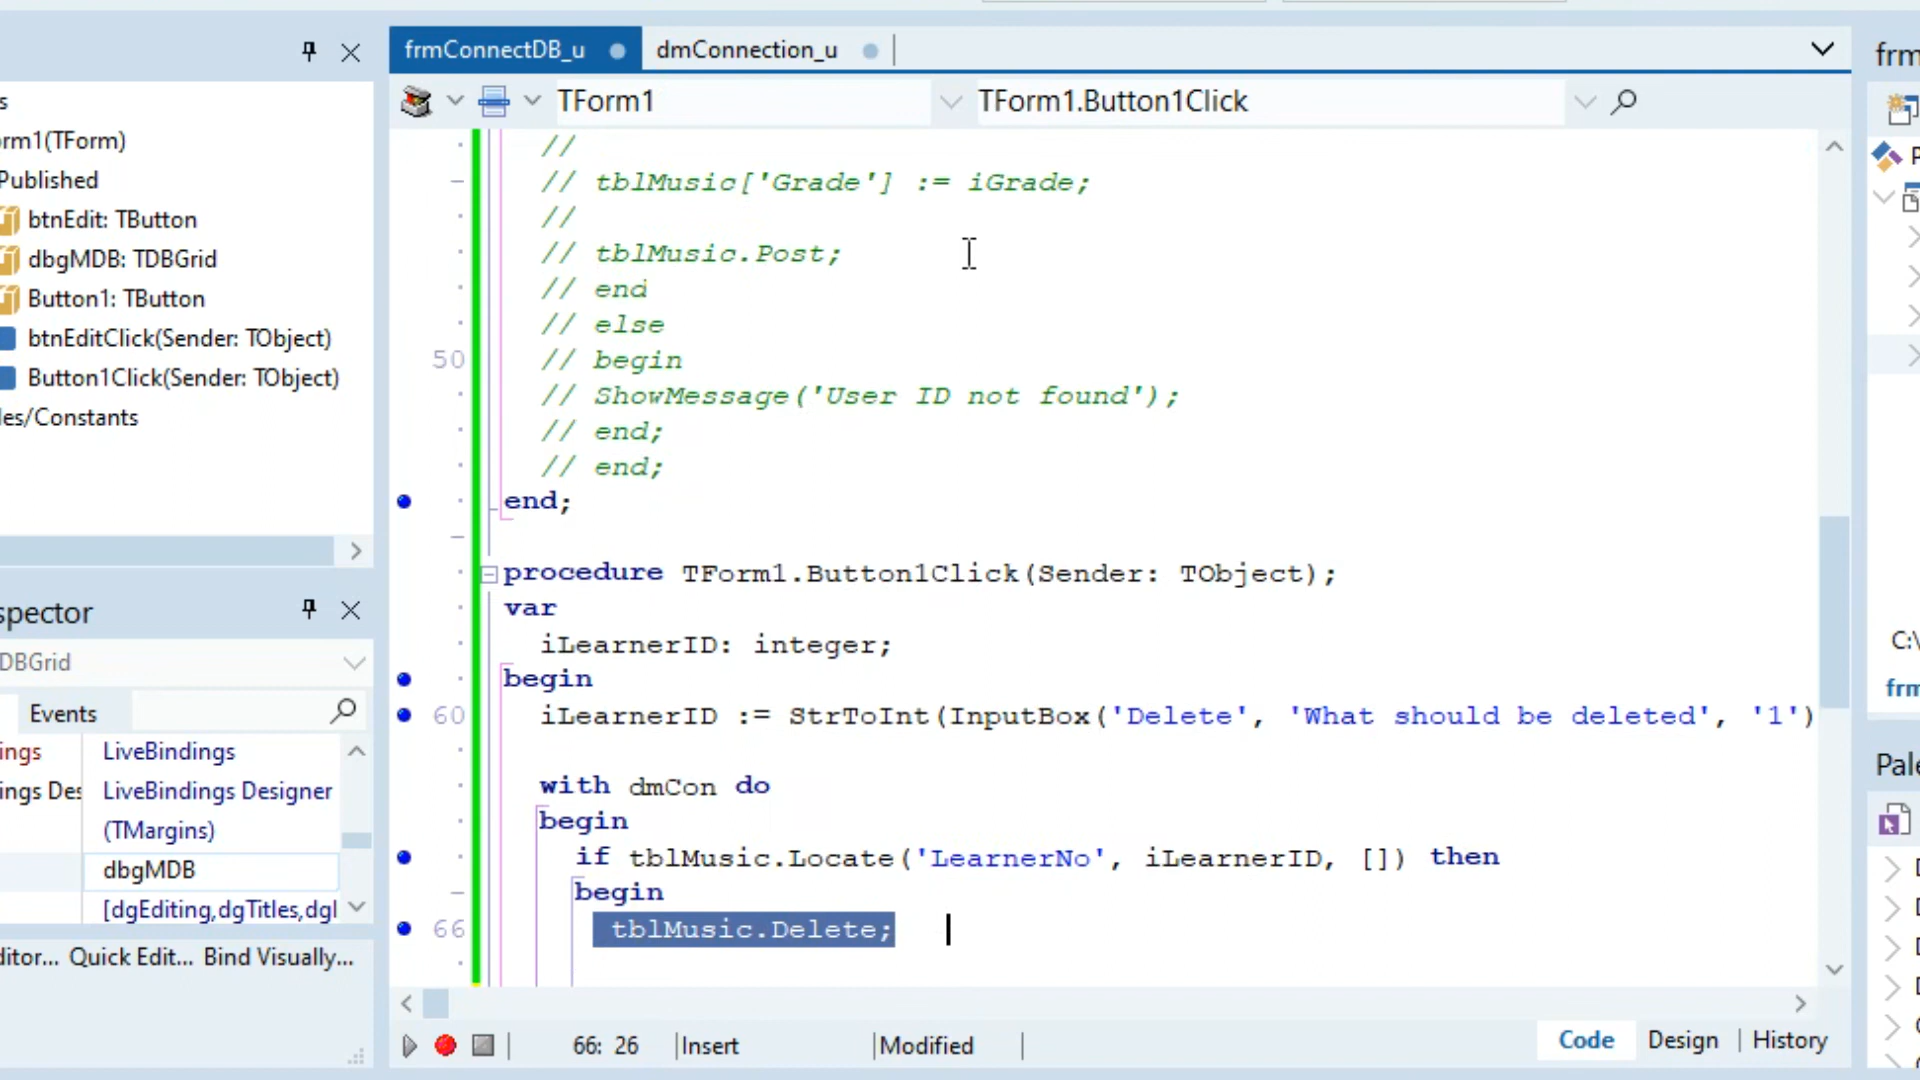 s
orm1(TForm)
Published
btnEdit: TButton
dbgMDB: TDBGrid
Button1: TButton
btnEditClick(Sender: TObject)
Button1Click(Sender: TObject)
les/Constants
spector
DBGrid
Events
ings LiveBindings
ings Des LiveBindings Designer
(TMargins)
dbgMDB
[dgEditing,dgTitles,dgI
ditor... Quick Edit... Bind Visually...
frmConnectDB_u dmConnection_u
TForm1 TForm1.Button1Click
//
// tblMusic['Grade'] := iGrade;
//
// tblMusic.Post;
// end
// else
50 // begin
// ShowMessage('User ID not found');
// end;
// end;
end;
procedure TForm1.Button1Click(Sender: TObject);
var
iLearnerID: integer;
begin
60 iLearnerID := StrToInt(InputBox('Delete', 'What should be deleted', '1')
with dmCon do
begin
if tblMusic.Locate('LearnerNo', iLearnerID, []) then
begin
66 tblMusic.Delete;
66: 26 Insert Modified
Code Design History
frm
P
C:\
frm
Pale